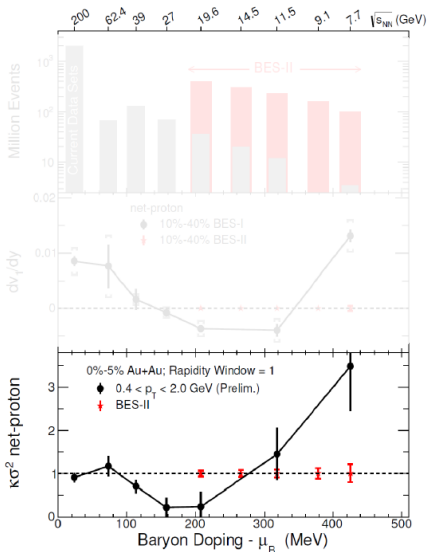 200 62.4 39 27 19.6 14.5 11.5 9.1 7.7 √sNN (GeV)
Million Events
10³
10²
10
Current Data Sets
BES-II
dv₁/dy
0.02
0.01
0
net-proton
10%-40% BES-I
10%-40% BES-II
κσ² net-proton
3
2
1
0
0%-5% Au+Au; Rapidity Window = 1
0.4 < p_T < 2.0 GeV (Prelim.)
BES-II
0 100 200 300 400 500
Baryon Doping - μ_B (MeV)